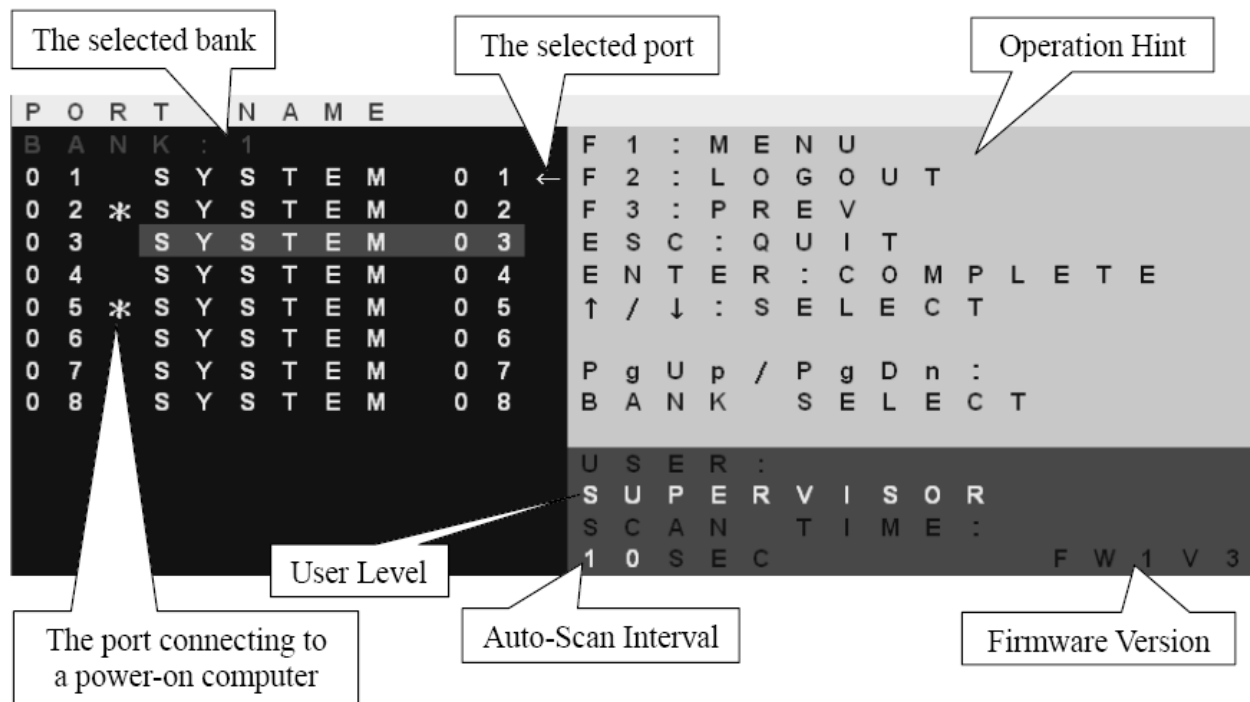 The selected bank
The selected port
Operation Hint
PORT NAME
BANK:1
01 SYSTEM 01 ←
02 * SYSTEM 02
03 SYSTEM 03
04 SYSTEM 04
05 * SYSTEM 05
06 SYSTEM 06
07 SYSTEM 07
08 SYSTEM 08
F1:MENU
F2:LOGOUT
F3:PREV
ESC:QUIT
ENTER:COMPLETE
↑/↓:SELECT
PgUp/PgDn:
BANK SELECT
USER:
SUPERVISOR
SCAN TIME:
10SEC FW1V3
User Level
The port connecting to
a power-on computer
Auto-Scan Interval
Firmware Version